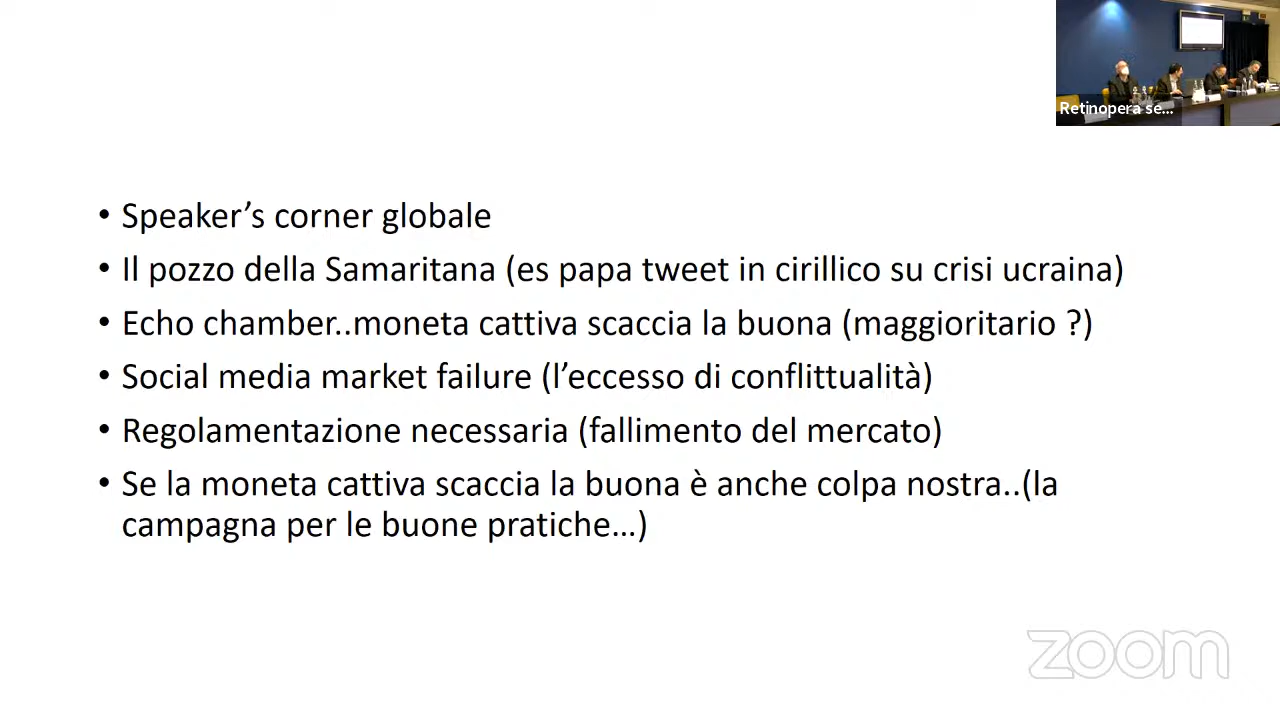 Retinopera se...
• Speaker’s corner globale
• Il pozzo della Samaritana (es papa tweet in cirillico su crisi ucraina)
• Echo chamber..moneta cattiva scaccia la buona (maggioritario ?)
• Social media market failure (l’eccesso di conflittualità)
• Regolamentazione necessaria (fallimento del mercato)
• Se la moneta cattiva scaccia la buona è anche colpa nostra..(la
campagna per le buone pratiche…)
zoom